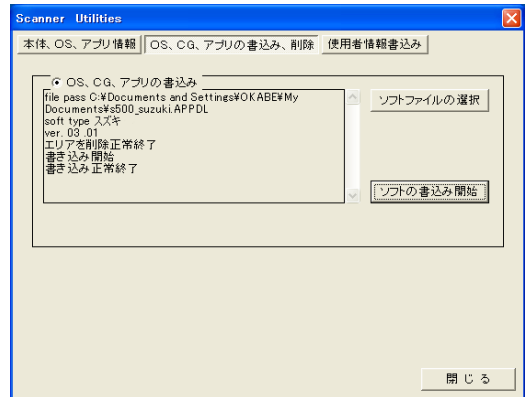 Scanner Utilities
本体、OS、アプリ情報 OS、CG、アプリの書込み、削除 使用者情報書込み
OS、CG、アプリの書込み
file pass C:¥Documents and Settings¥OKABE¥My
Documents¥s500_suzuki.APPDL
soft type スズキ
ver. 03 .01
エリアを削除正常終了
書き込み開始
書き込み正常終了
ソフトファイルの選択
ソフトの書込み開始
閉じる